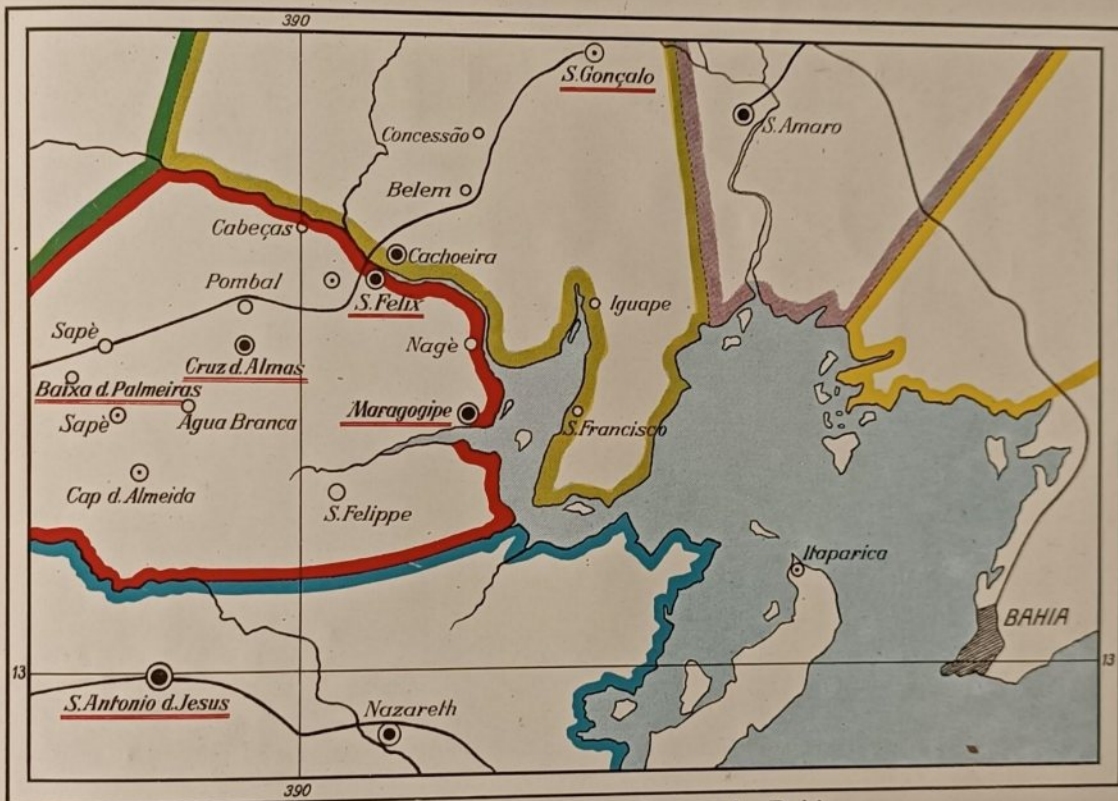 390
S. Gonçalo
Concessão
S. Amaro
Belem
Cabeças
Cachoeira
Pombal
S. Felix
Iguape
Sapè
Nagè
Cruz d. Almas
Baixa d. Palmeiras
Maragogipe
Sapè
Agua Branca
S. Francisco
Cap d. Almeida
S. Felippe
Itaparica
BAHIA
13
13
S. Antonio d. Jesus
Nazareth
390